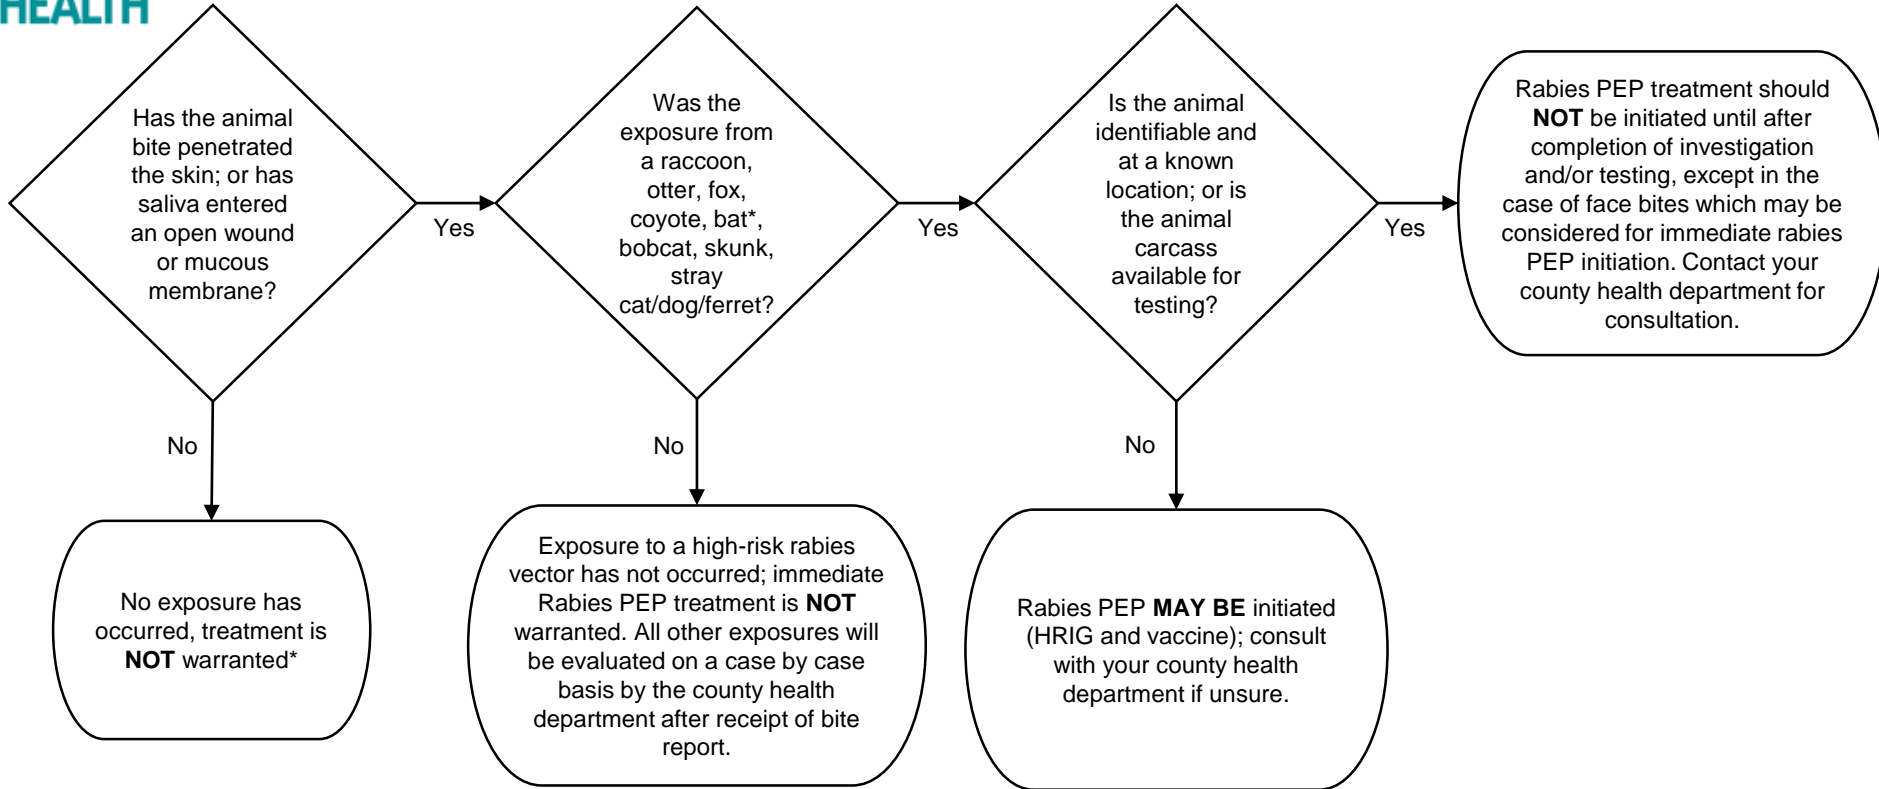 HEALTH
Has the animal
bite penetrated
the skin; or has
saliva entered
an open wound
or mucous
membrane?
Yes
No
No exposure has
occurred, treatment is
NOT warranted*
Was the
exposure from
a raccoon,
otter, fox,
coyote, bat*,
bobcat, skunk,
stray
cat/dog/ferret?
Yes
No
Exposure to a high-risk rabies
vector has not occurred; immediate
Rabies PEP treatment is NOT
warranted. All other exposures will
be evaluated on a case by case
basis by the county health
department after receipt of bite
report.
Is the animal
identifiable and
at a known
location; or is
the animal
carcass
available for
testing?
Yes
No
Rabies PEP MAY BE initiated
(HRIG and vaccine); consult
with your county health
department if unsure.
Rabies PEP treatment should
NOT be initiated until after
completion of investigation
and/or testing, except in the
case of face bites which may be
considered for immediate rabies
PEP initiation. Contact your
county health department for
consultation.